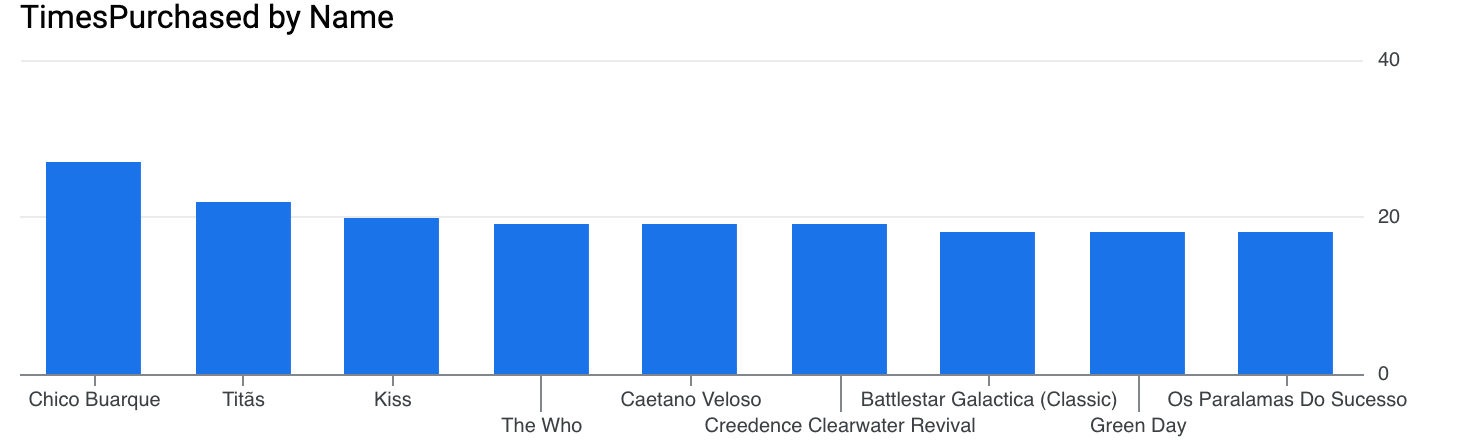 TimesPurchased by Name
40
20
0
Chico Buarque
Titãs
Kiss
The Who
Caetano Veloso
Creedence Clearwater Revival
Battlestar Galactica (Classic)
Green Day
Os Paralamas Do Sucesso